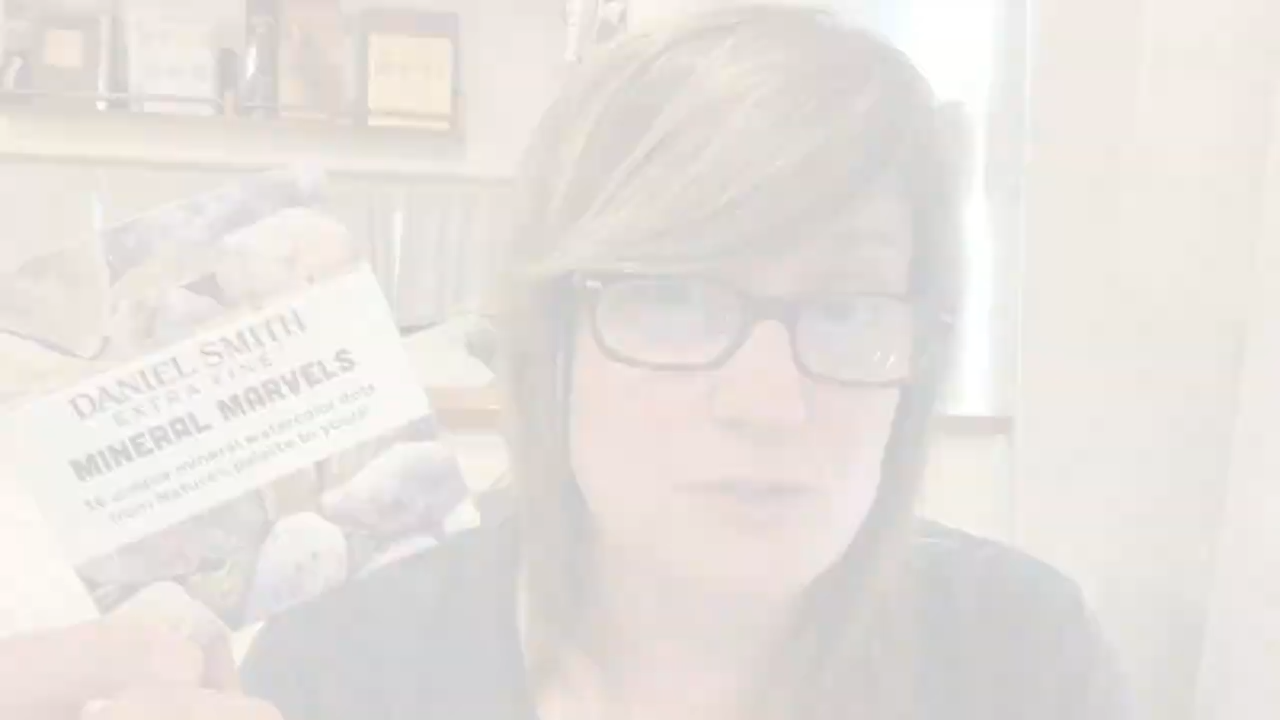 DANIEL SMITH
EXTRA FINE
MINERAL MARVELS
16 unique mineral watercolor dots
from Nature's palette to yours!